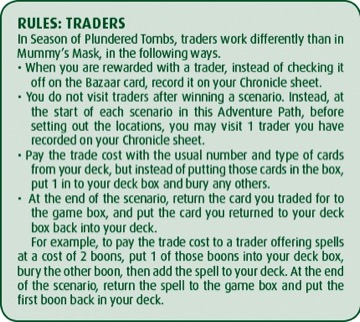 RULES: TRADERS
In Season of Plundered Tombs, traders work differently than in
Mummy's Mask, in the following ways.
• When you are rewarded with a trader, instead of checking it
off on the Bazaar card, record it on your Chronicle sheet.
• You do not visit traders after winning a scenario. Instead, at
the start of each scenario in this Adventure Path, before
setting out the locations, you may visit 1 trader you have
recorded on your Chronicle sheet.
• Pay the trade cost with the usual number and type of cards
from your deck, but instead of putting those cards in the box,
put 1 in to your deck box and bury any others.
• At the end of the scenario, return the card you traded for to
the game box, and put the card you returned to your deck
box back into your deck.
For example, to pay the trade cost to a trader offering spells
at a cost of 2 boons, put 1 of those boons into your deck box,
bury the other boon, then add the spell to your deck. At the end
of the scenario, return the spell to the game box and put the
first boon back in your deck.